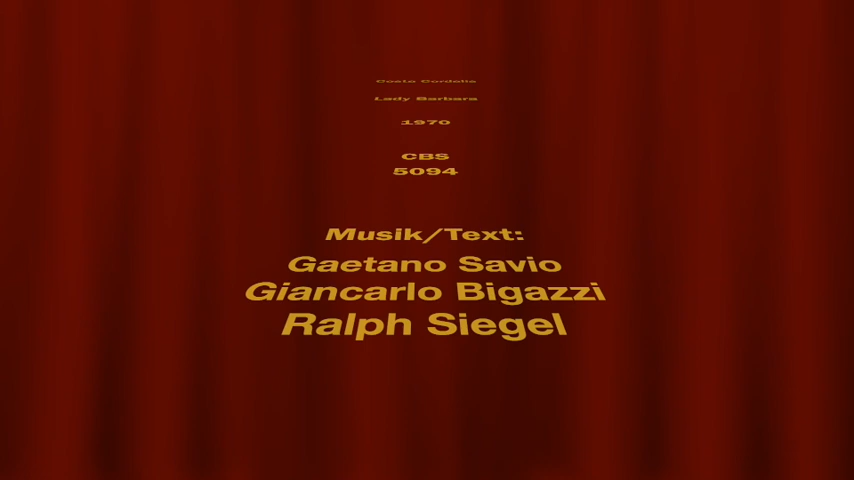 Costa Cordalis
Lady Barbara
1970
CBS
5094
Musik/Text:
Gaetano Savio
Giancarlo Bigazzi
Ralph Siegel